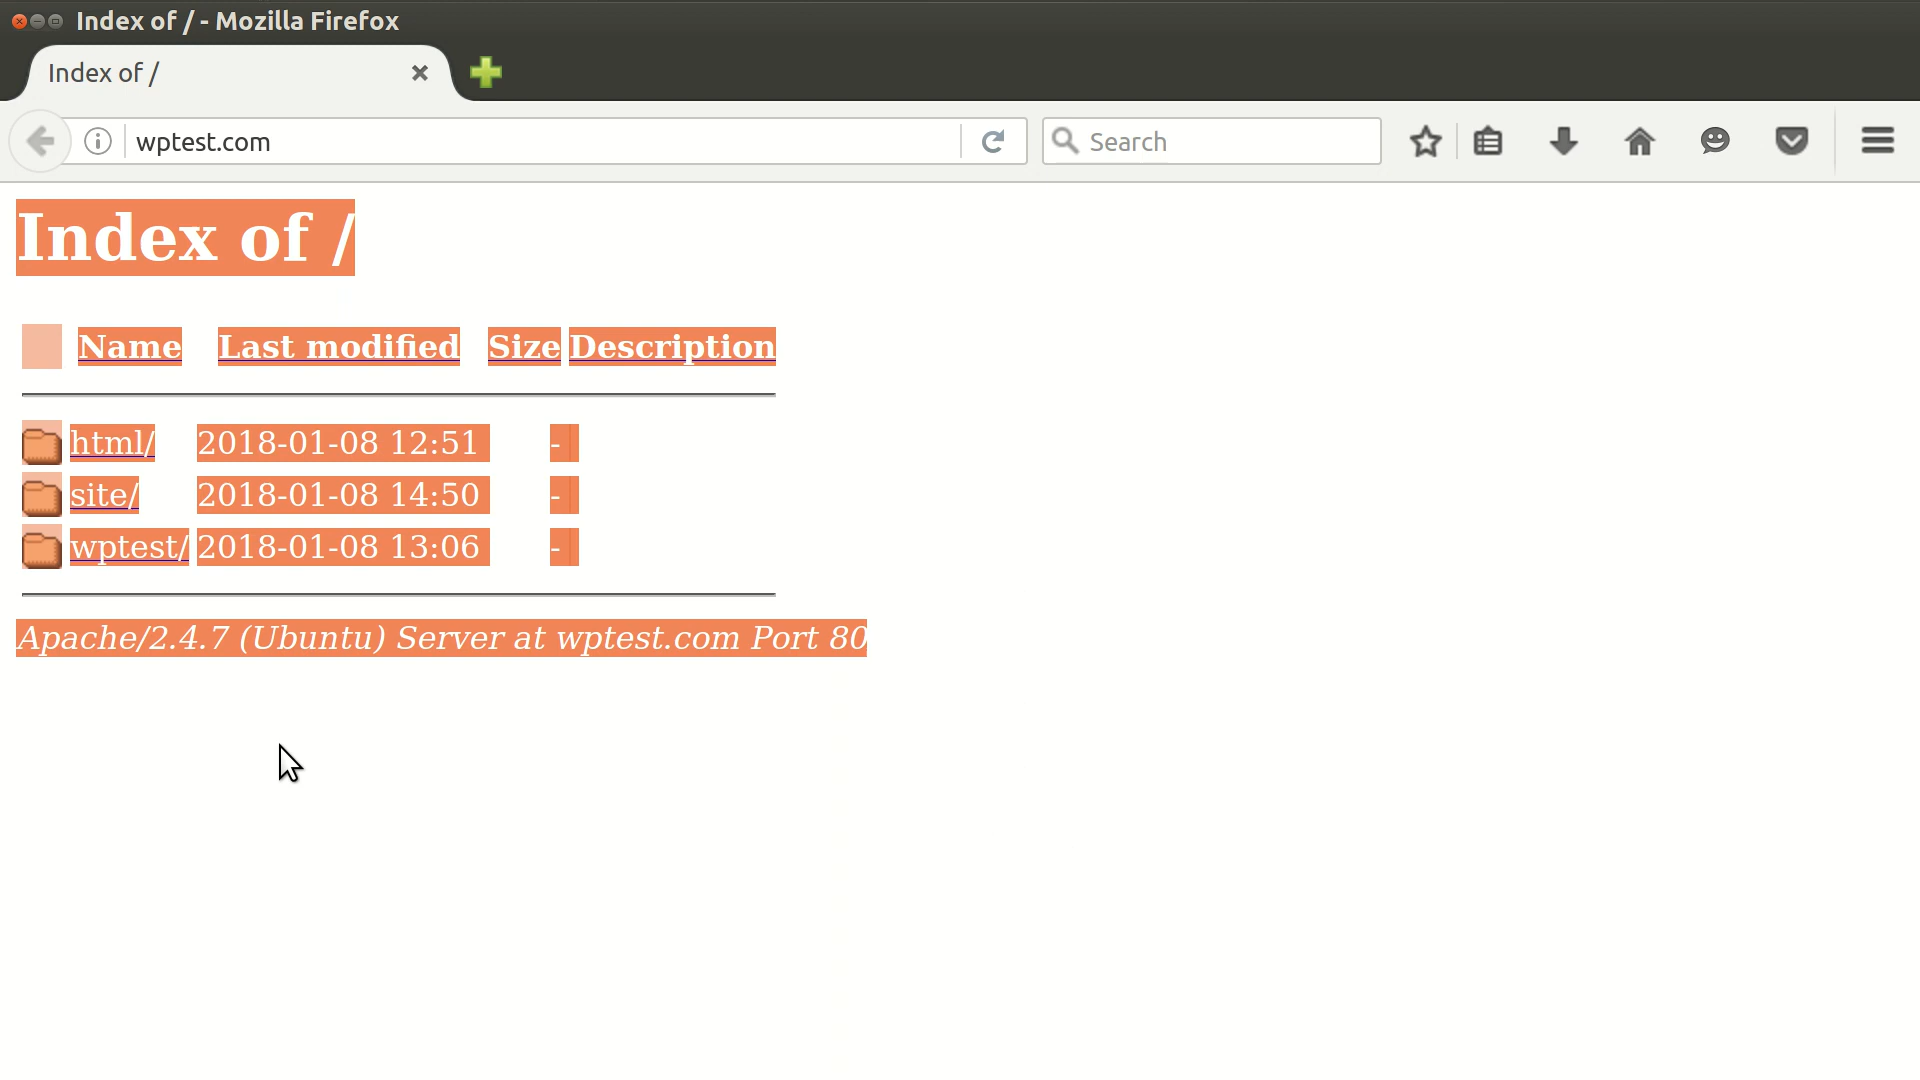 Index of / - Mozilla Firefox
Index of /
wptest.com
Search
Index of /
Name Last modified Size Description
html/ 2018-01-08 12:51 -
site/ 2018-01-08 14:50 -
wptest/ 2018-01-08 13:06 -
Apache/2.4.7 (Ubuntu) Server at wptest.com Port 80